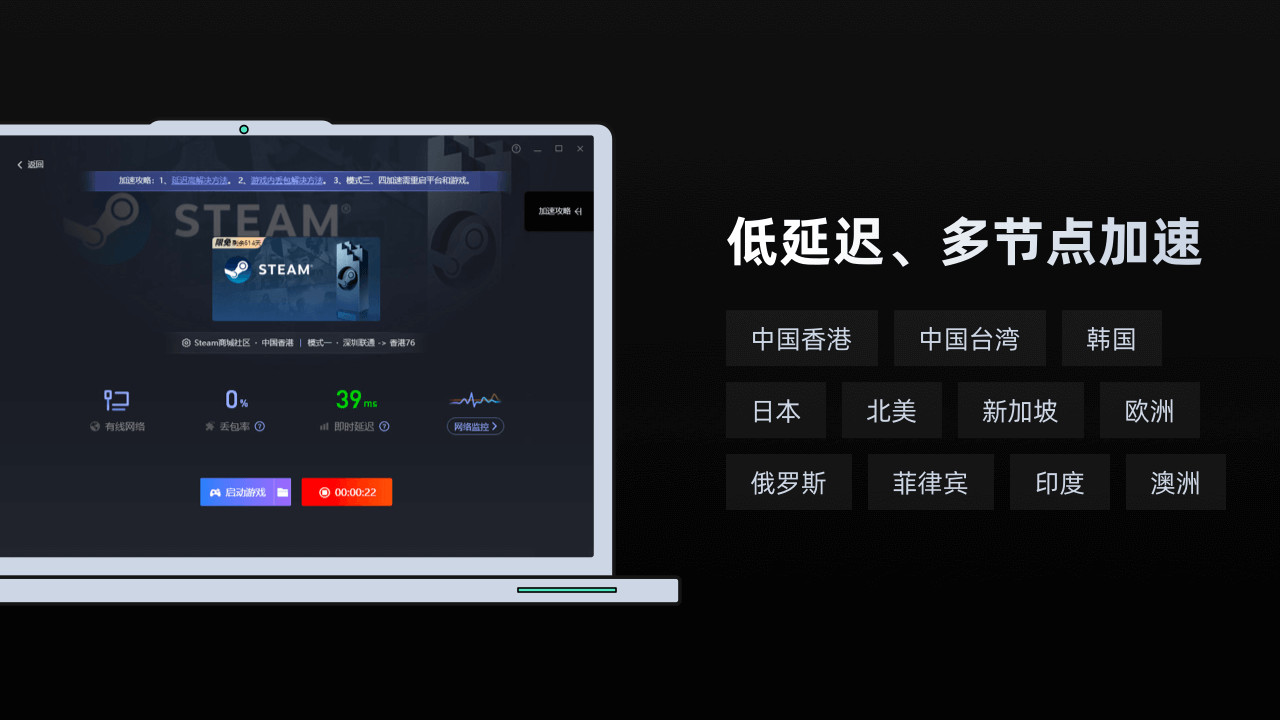 返回
加速攻略：1、延迟高解决方法。 2、游戏内丢包解决方法。 3、模式三、四加速需重启平台和游戏。
STEAM®
加速攻略
限免 剩余514天
STEAM®
Steam商城社区 · 中国香港 | 模式一 · 深圳联通 -> 香港76
0% 39ms
有线网络 丢包率 即时延迟 网络监控
启动游戏 00:00:22
低延迟、多节点加速
中国香港 中国台湾 韩国
日本 北美 新加坡 欧洲
俄罗斯 菲律宾 印度 澳洲